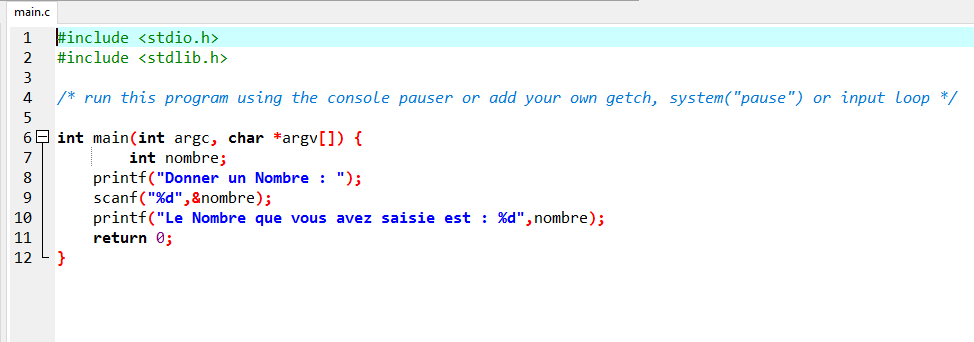 main.c
1 #include <stdio.h>
2 #include <stdlib.h>
3
4 /* run this program using the console pauser or add your own getch, system("pause") or input loop */
5
6 int main(int argc, char *argv[]) {
7 int nombre;
8 printf("Donner un Nombre : ");
9 scanf("%d",&nombre);
10 printf("Le Nombre que vous avez saisie est : %d",nombre);
11 return 0;
12 }